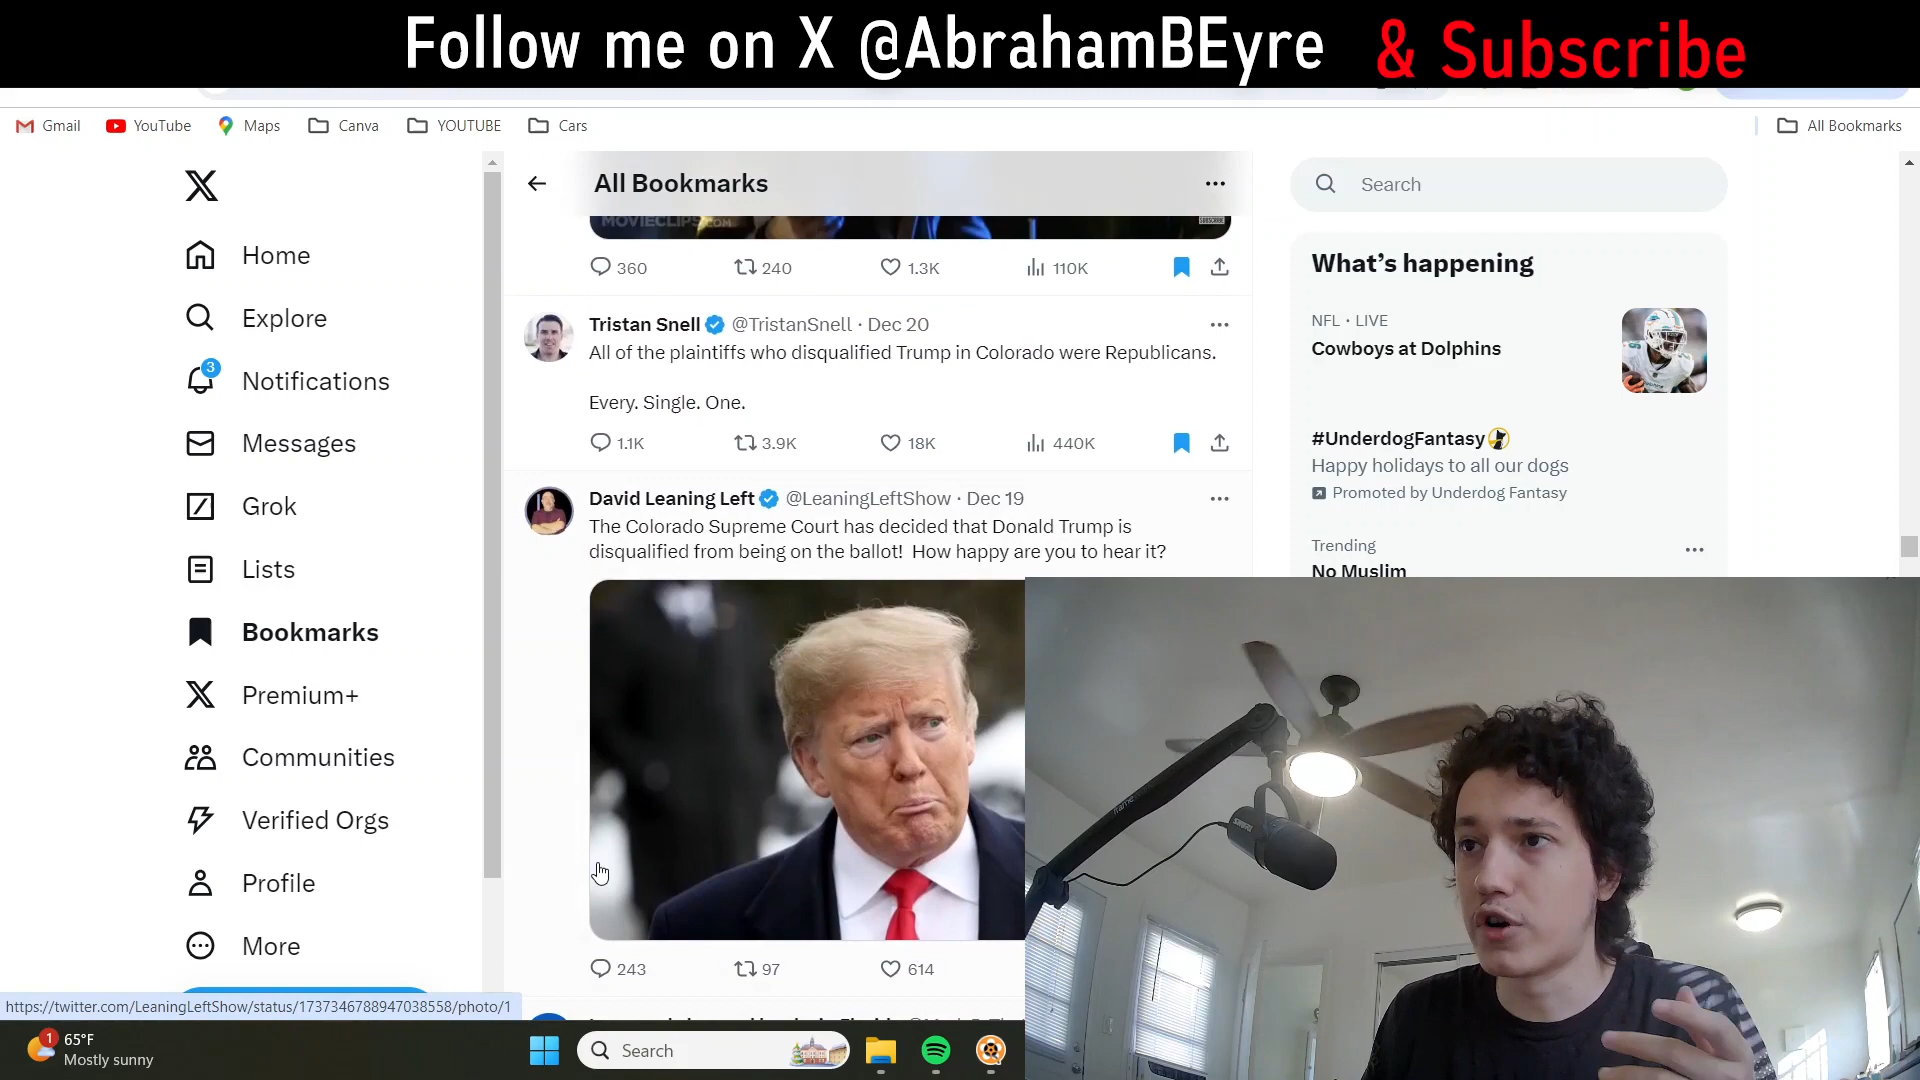 Follow me on X @AbrahamBEyre & Subscribe
Gmail YouTube Maps Canva YOUTUBE Cars All Bookmarks
Home
Explore
3
Notifications
Messages
Grok
Lists
Bookmarks
Premium+
Communities
Verified Orgs
Profile
More
All Bookmarks
MOVIECLIPS.COM
SUBSCRIBE
360 240 1.3K 110K
Tristan Snell @TristanSnell · Dec 20
All of the plaintiffs who disqualified Trump in Colorado were Republicans.
Every. Single. One.
1.1K 3.9K 18K 440K
David Leaning Left @LeaningLeftShow · Dec 19
The Colorado Supreme Court has decided that Donald Trump is
disqualified from being on the ballot! How happy are you to hear it?
243 97 614
Search
What's happening
NFL · LIVE
Cowboys at Dolphins
#UnderdogFantasy
Happy holidays to all our dogs
Promoted by Underdog Fantasy
Trending
No Muslim
SHURE
https://twitter.com/LeaningLeftShow/status/1737346788947038558/photo/1
1
65°F
Mostly sunny
Search